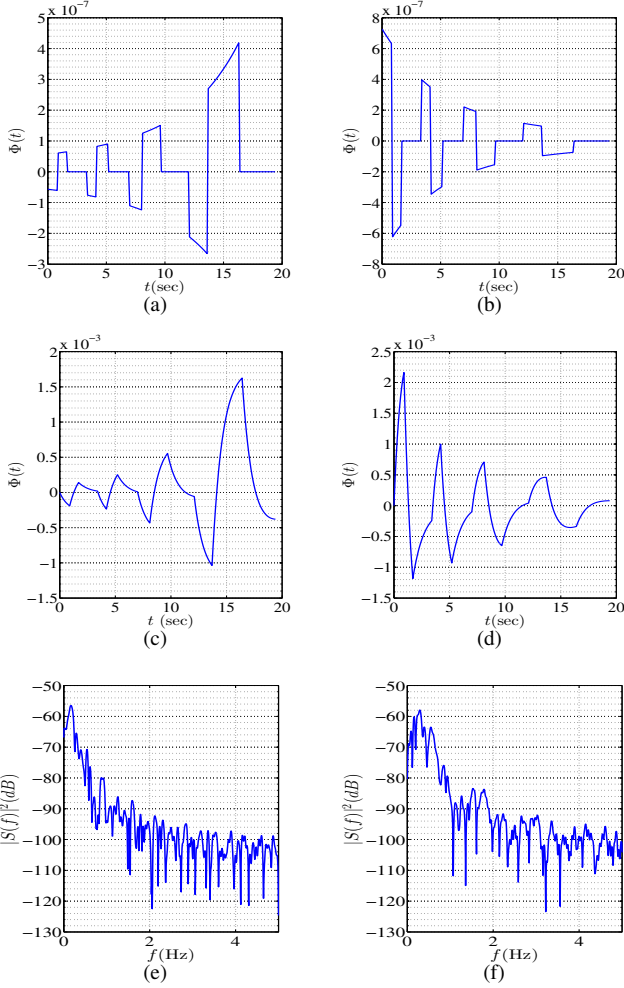 x 10⁻⁷
5
4
3
2
1
0
−1
−2
−3
0 5 10 15 20
Φ(t)
t(sec)
(a)
x 10⁻⁷
8
6
4
2
0
−2
−4
−6
−8
0 5 10 15 20
Φ(t)
t(sec)
(b)
x 10⁻³
2
1.5
1
0.5
0
−0.5
−1
−1.5
0 5 10 15 20
Φ(t)
t (sec)
(c)
x 10⁻³
2.5
2
1.5
1
0.5
0
−0.5
−1
−1.5
0 5 10 15 20
Φ(t)
t(sec)
(d)
−50
−60
−70
−80
−90
−100
−110
−120
−130
0 2 4
|S(f)|²(dB)
f(Hz)
(e)
−50
−60
−70
−80
−90
−100
−110
−120
−130
0 2 4
|S(f)|²(dB)
f(Hz)
(f)